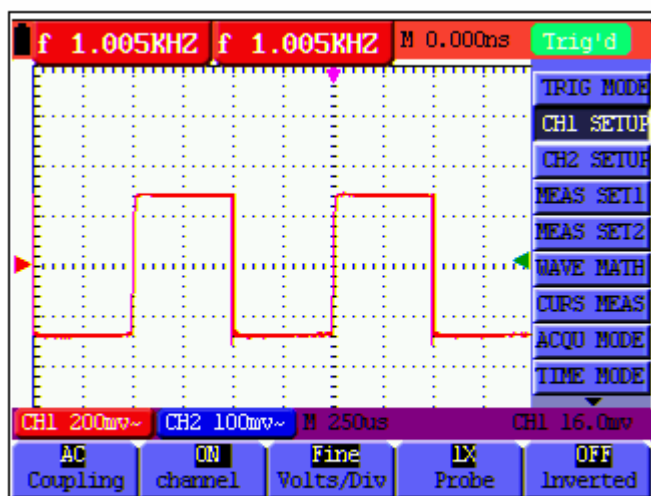 f 1.005KHZ f 1.005KHZ M 0.000ns Trig'd
TRIG MODE
CH1 SETUP
CH2 SETUP
MEAS SET1
MEAS SET2
WAVE MATH
CURS MEAS
ACQU MODE
TIME MODE
CH1 200mv~ CH2 100mv~ M 250us CH1 16.0mv
AC ON Fine 1X OFF
Coupling channel Volts/Div Probe Inverted